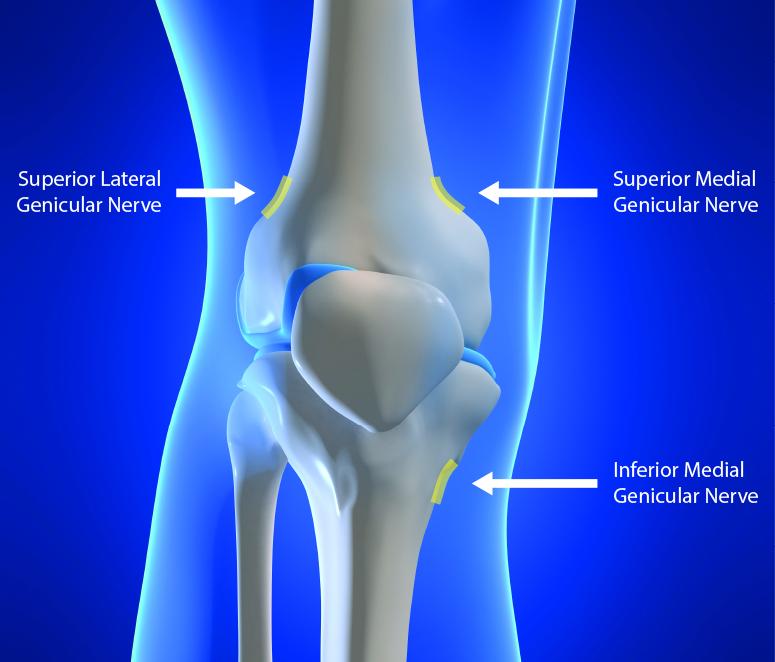 Superior Lateral
Genicular Nerve
Superior Medial
Genicular Nerve
Inferior Medial
Genicular Nerve